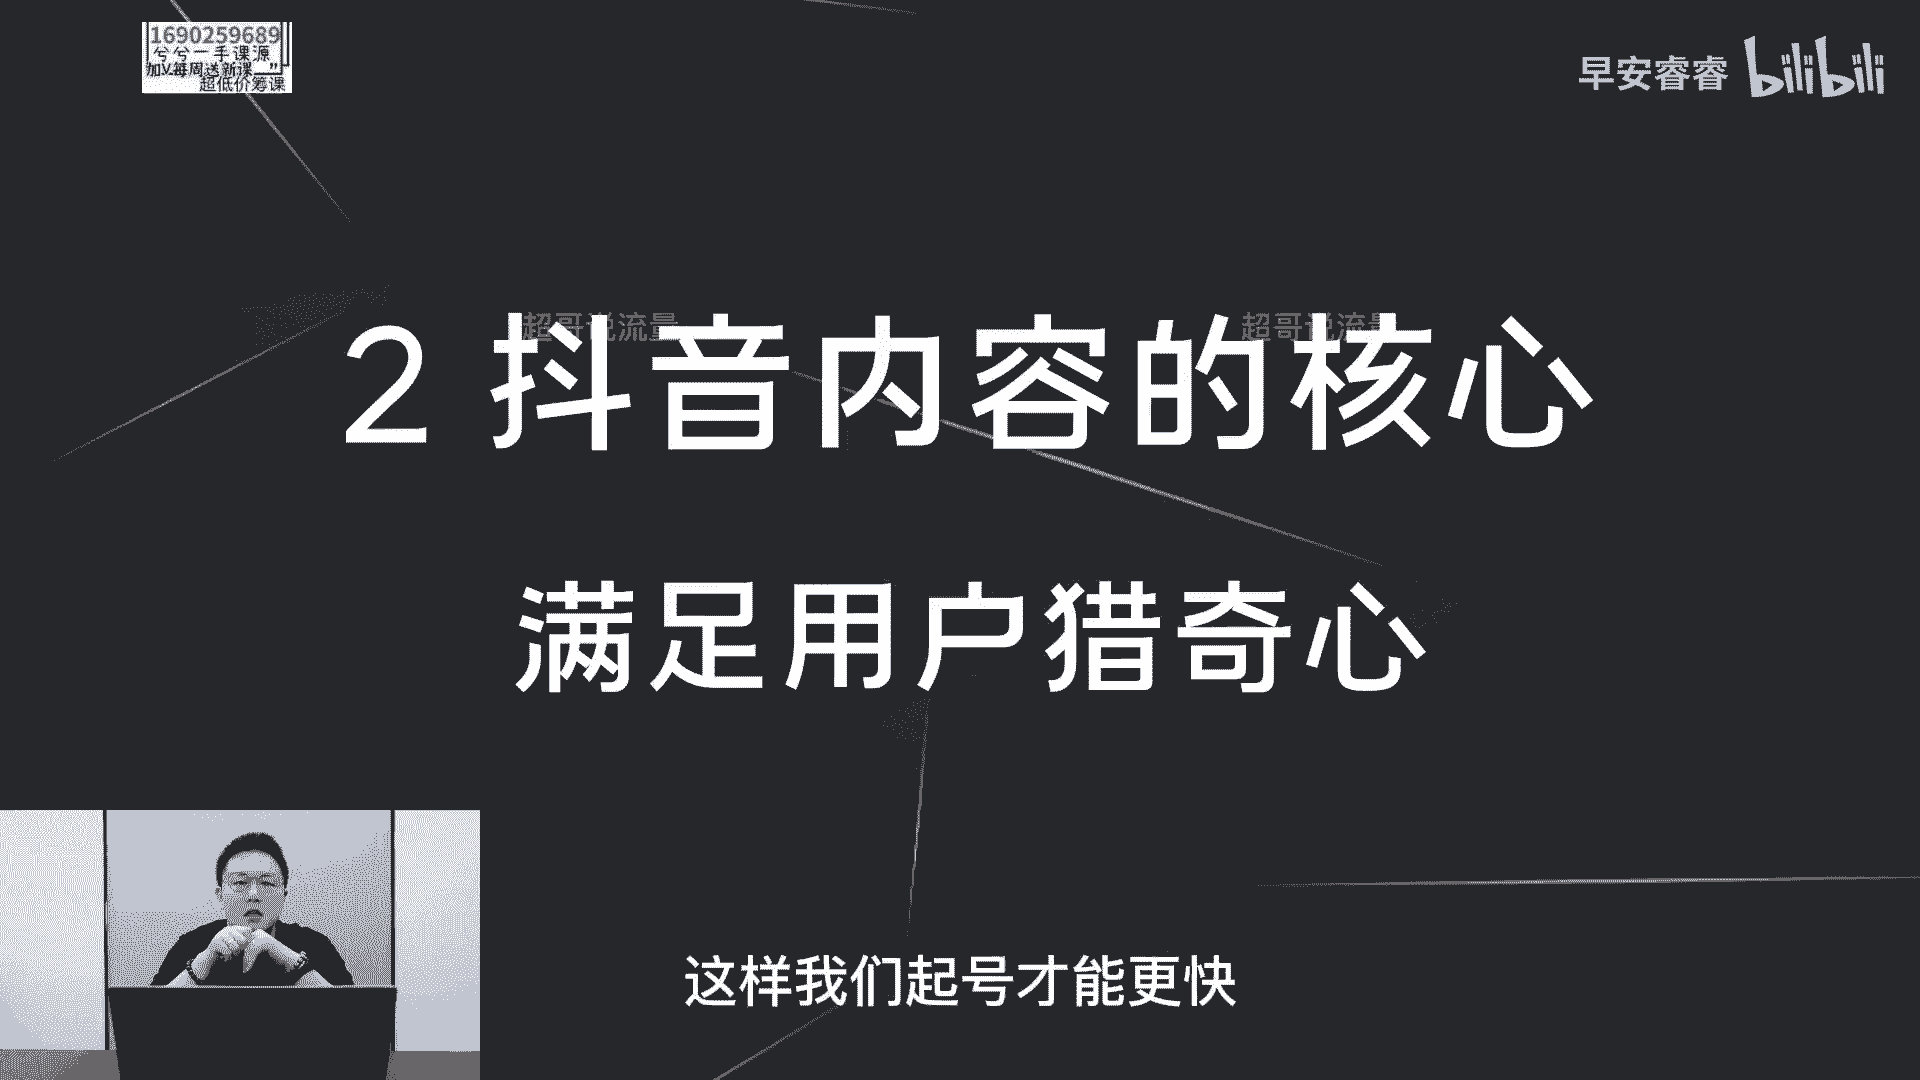 1690259689
兮兮一手课源
加V每周送新课
超低价筹课
早安睿睿 bilibili
超哥说流量 超哥说流量
2 抖音内容的核心
满足用户猎奇心
这样我们起号才能更快